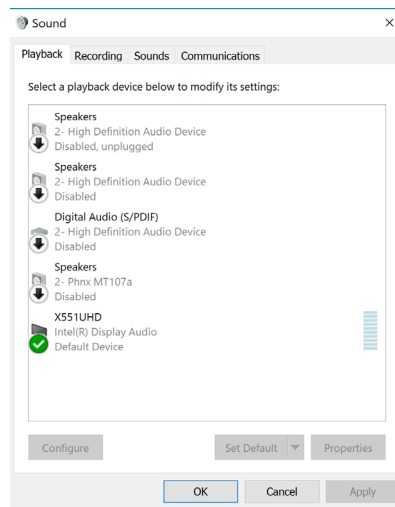 Sound
Playback Recording Sounds Communications
Select a playback device below to modify its settings:
Speakers
2- High Definition Audio Device
Disabled, unplugged
Speakers
2- High Definition Audio Device
Disabled
Digital Audio (S/PDIF)
2- High Definition Audio Device
Disabled
Speakers
2- Phnx MT107a
Disabled
X551UHD
Intel(R) Display Audio
Default Device
Configure Set Default Properties
OK Cancel Apply